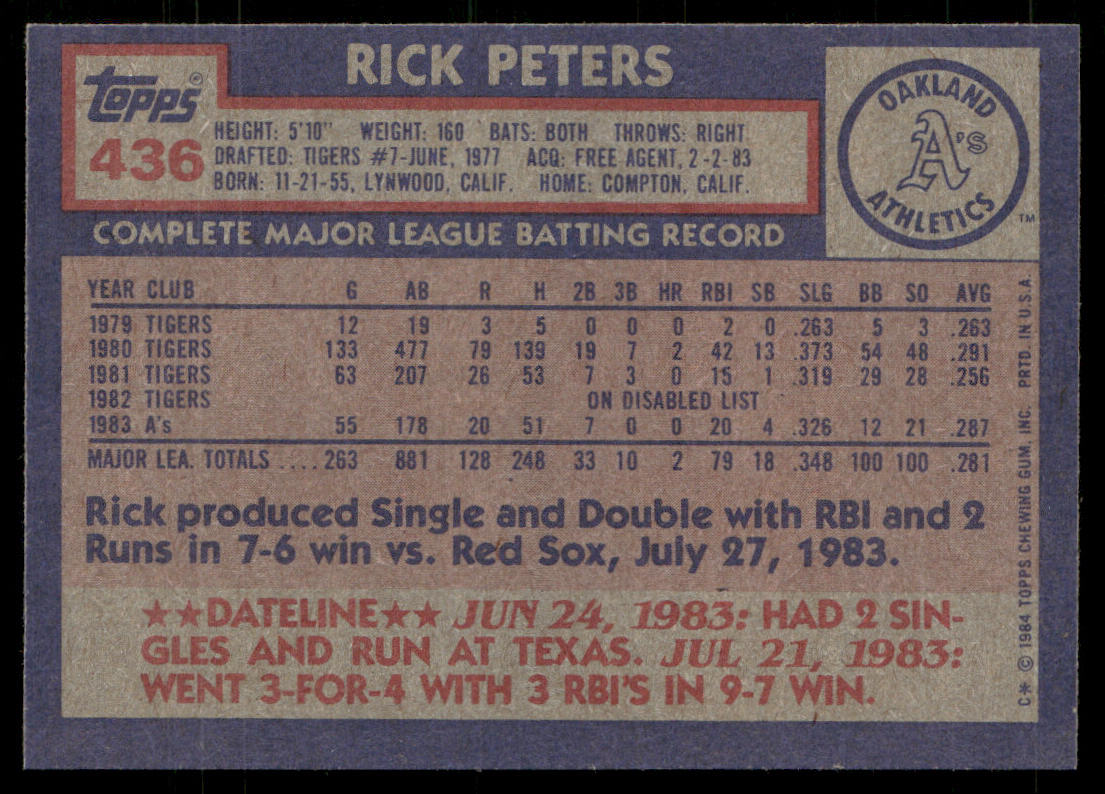 RICK PETERS
topps®
436
HEIGHT: 5'10" WEIGHT: 160 BATS: BOTH THROWS: RIGHT
DRAFTED: TIGERS #7-JUNE, 1977 ACQ: FREE AGENT, 2-2-83
BORN: 11-21-55, LYNWOOD, CALIF. HOME: COMPTON, CALIF.
OAKLAND
A's
ATHLETICS
TM
COMPLETE MAJOR LEAGUE BATTING RECORD
YEAR CLUB G AB R H 2B 3B HR RBI SB SLG BB SO AVG
1979 TIGERS 12 19 3 5 0 0 0 2 0 .263 5 3 .263
1980 TIGERS 133 477 79 139 19 7 2 42 13 .373 54 48 .291
1981 TIGERS 63 207 26 53 7 3 0 15 1 .319 29 28 .256
1982 TIGERS ON DISABLED LIST
1983 A's 55 178 20 51 7 0 0 20 4 .326 12 21 .287
MAJOR LEA. TOTALS ....263 881 128 248 33 10 2 79 18 .348 100 100 .281
Rick produced Single and Double with RBI and 2
Runs in 7-6 win vs. Red Sox, July 27, 1983.
★★DATELINE★★ JUN 24, 1983: HAD 2 SIN-
GLES AND RUN AT TEXAS. JUL 21, 1983:
WENT 3-FOR-4 WITH 3 RBI'S IN 9-7 WIN.
C* © 1984 TOPPS CHEWING GUM, INC. PRTD. IN U.S.A.